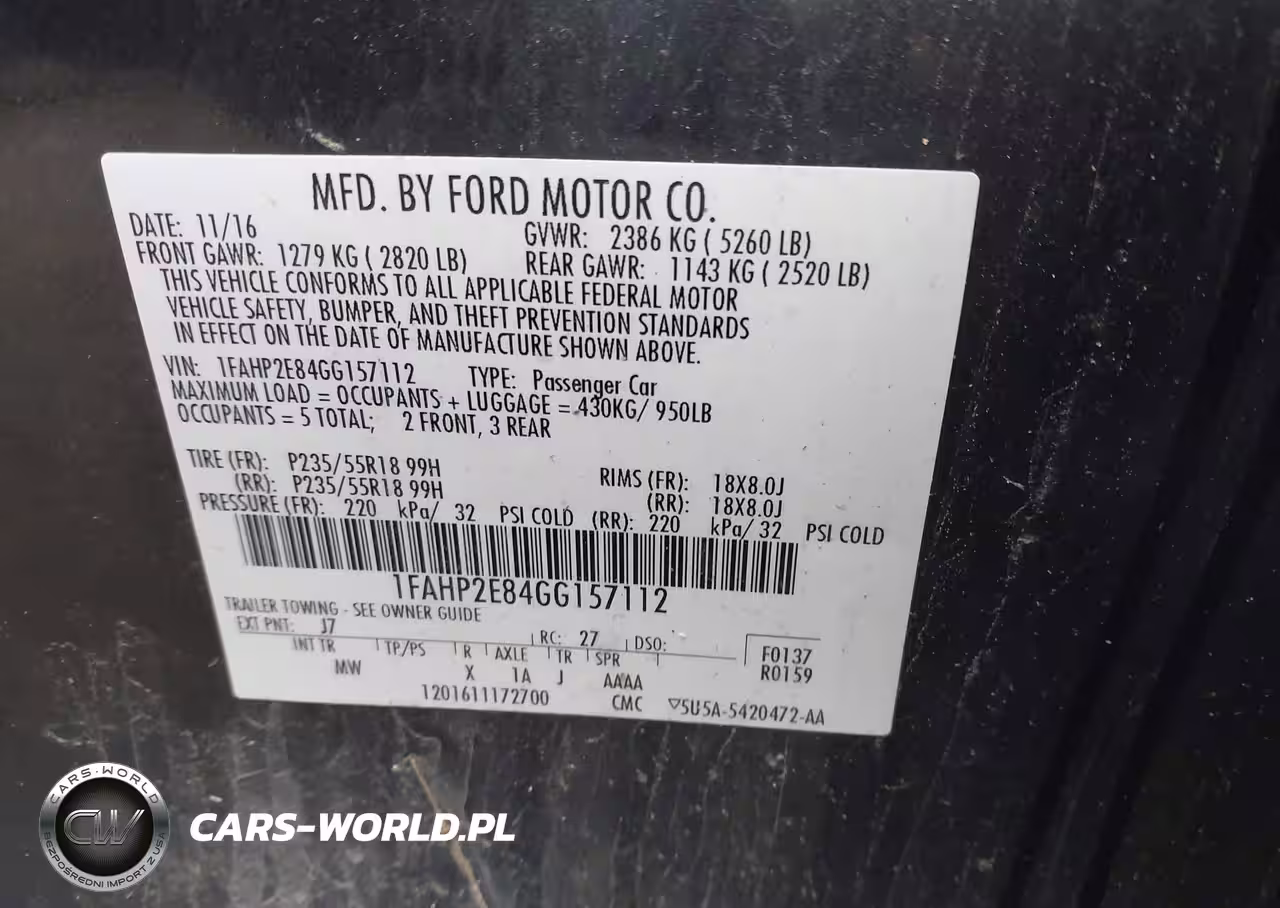 MFD. BY FORD MOTOR CO.
DATE: 11/16 GVWR: 2386 KG ( 5260 LB)
FRONT GAWR: 1279 KG ( 2820 LB) REAR GAWR: 1143 KG ( 2520 LB)
THIS VEHICLE CONFORMS TO ALL APPLICABLE FEDERAL MOTOR
VEHICLE SAFETY, BUMPER, AND THEFT PREVENTION STANDARDS
IN EFFECT ON THE DATE OF MANUFACTURE SHOWN ABOVE.
VIN: 1FAHP2E84GG157112 TYPE: Passenger Car
MAXIMUM LOAD = OCCUPANTS + LUGGAGE = 430KG/ 950LB
OCCUPANTS = 5 TOTAL; 2 FRONT, 3 REAR
TIRE (FR): P235/55R18 99H RIMS (FR): 18X8.0J
(RR): P235/55R18 99H (RR): 18X8.0J
PRESSURE (FR): 220 kPa/ 32 PSI COLD (RR): 220 kPa/ 32 PSI COLD
1FAHP2E84GG157112
TRAILER TOWING - SEE OWNER GUIDE
EXT PNT: J7 RC: 27 DSO: F0137
INT TR TP/PS R AXLE TR SPR R0159
MW X 1A J AAAA
1201611172700 CMC ▽5U5A-5420472-AA
CARS-WORLD
CW
BEZPOŚREDNI IMPORT Z USA
CARS-WORLD.PL